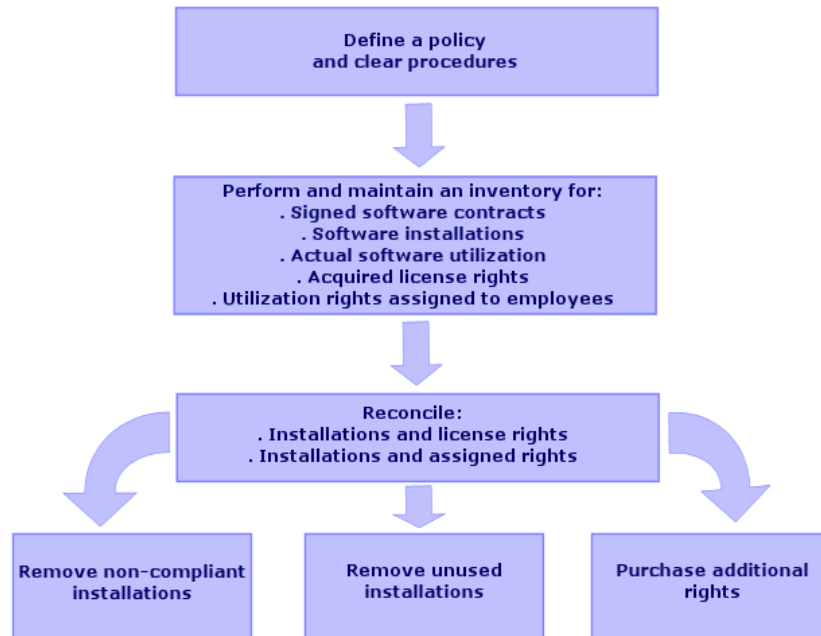 Define a policy
and clear procedures
Perform and maintain an inventory for:
. Signed software contracts
. Software installations
. Actual software utilization
. Acquired license rights
. Utilization rights assigned to employees
Reconcile:
. Installations and license rights
. Installations and assigned rights
Remove non-compliant
installations
Remove unused
installations
Purchase additional
rights